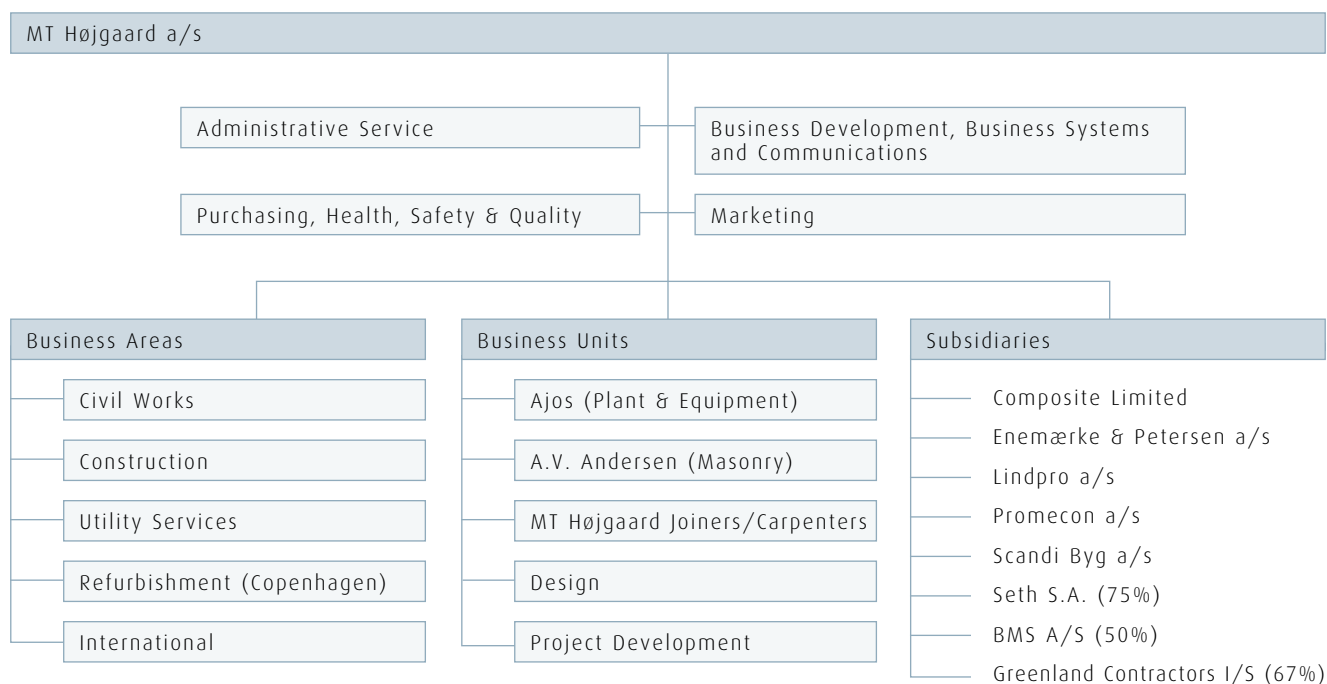 MT Højgaard a/s
Administrative Service
Business Development, Business Systems
and Communications
Purchasing, Health, Safety & Quality
Marketing
Business Areas
Civil Works
Construction
Utility Services
Refurbishment (Copenhagen)
International
Business Units
Ajos (Plant & Equipment)
A.V. Andersen (Masonry)
MT Højgaard Joiners/Carpenters
Design
Project Development
Subsidiaries
Composite Limited
Enemærke & Petersen a/s
Lindpro a/s
Promecon a/s
Scandi Byg a/s
Seth S.A. (75%)
BMS A/S (50%)
Greenland Contractors I/S (67%)